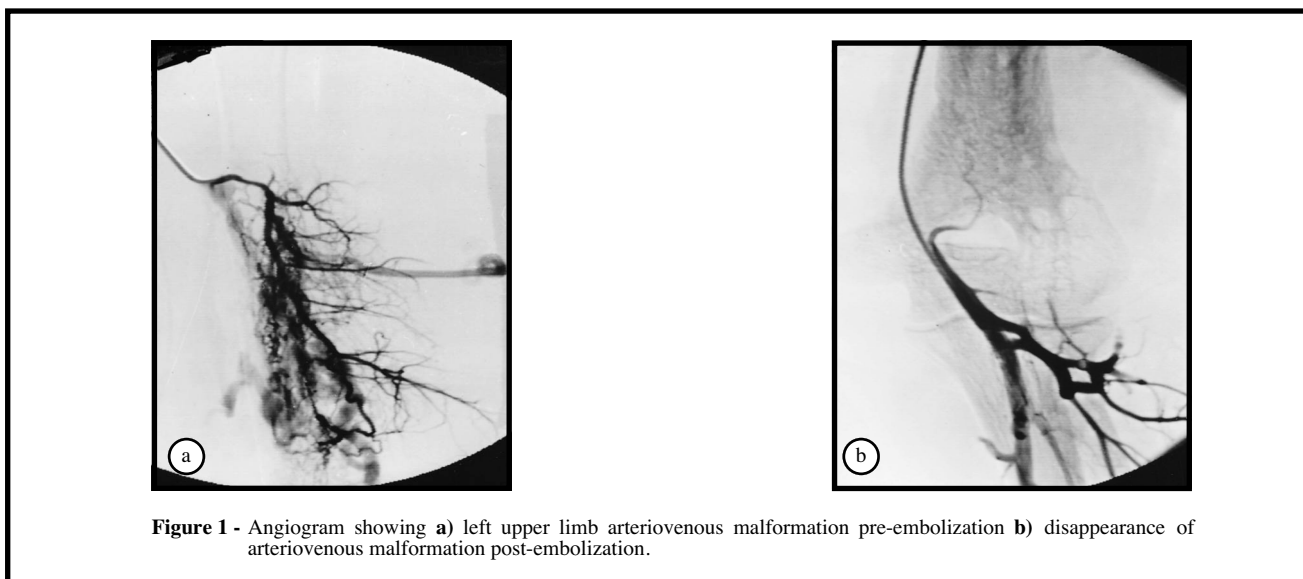 a
b
Figure 1 - Angiogram showing a) left upper limb arteriovenous malformation pre-embolization b) disappearance of
arteriovenous malformation post-embolization.